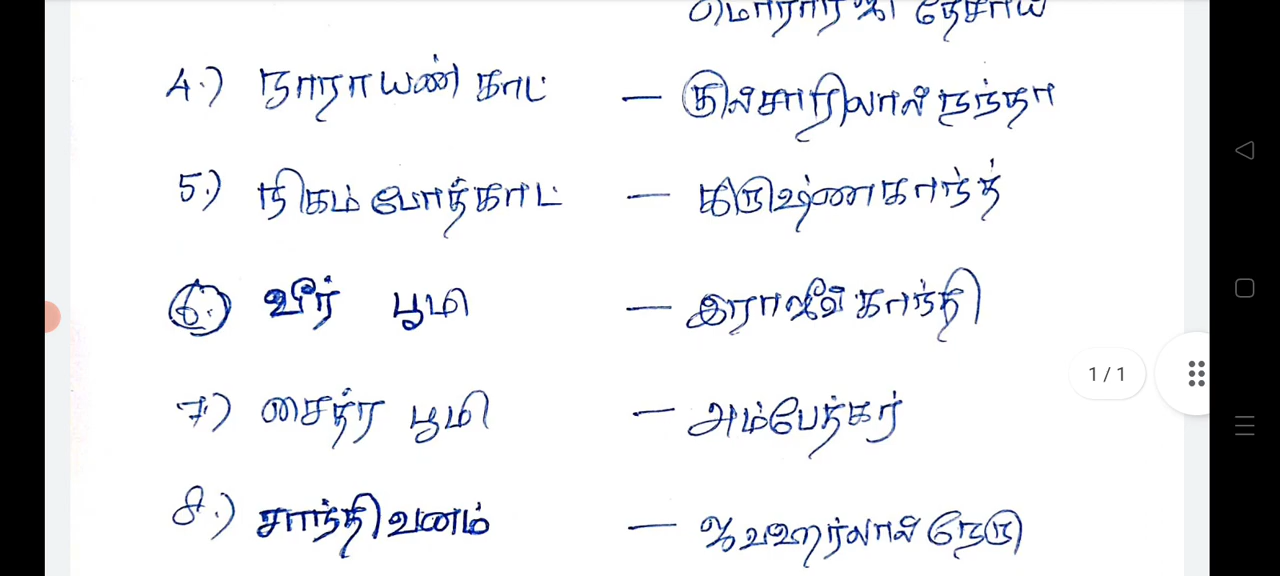 மொரார்ஜி தேசாய்
4.) நாராயண் காட் — குல்சாரிலால் நந்தா
5.) நிகம் போத்காட் — கிருஷ்ணகாந்த்
6.) வீர் பூமி — இராஜீவ் காந்தி
1 / 1
7.) சைத்ர பூமி — அம்பேத்கர்
8.) சாந்தி வனம் — ஜவஹர்லால் நேரு